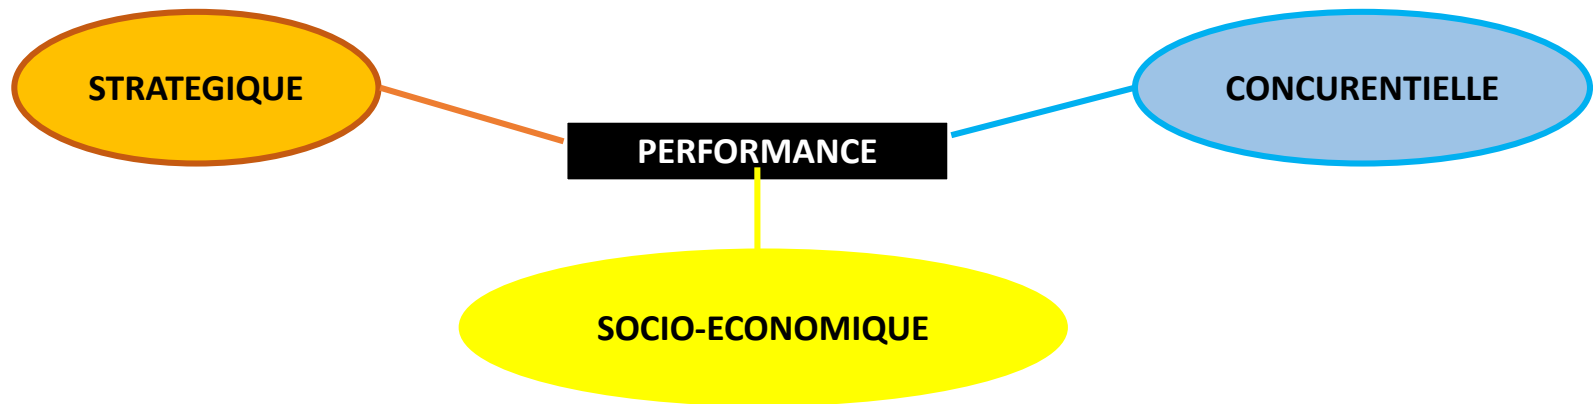 STRATEGIQUE
CONCURENTIELLE
PERFORMANCE
SOCIO-ECONOMIQUE